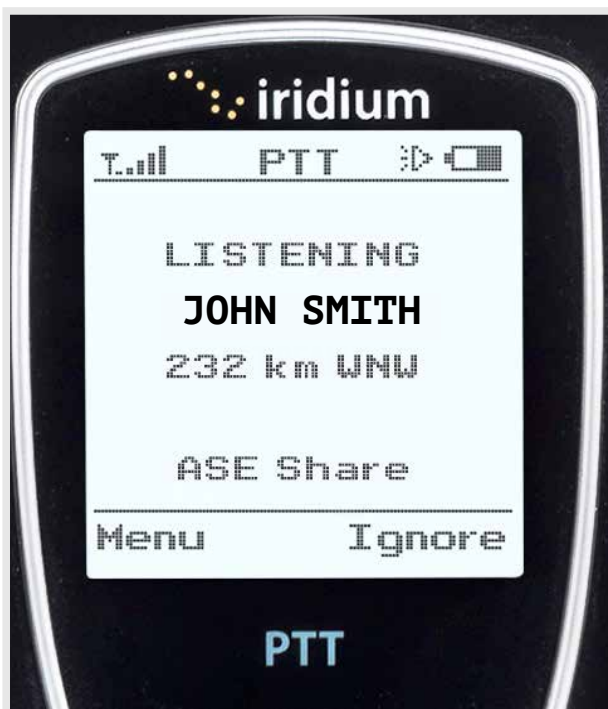 iridium
PTT
LISTENING
JOHN SMITH
232 km WNW
ASE Share
Menu Ignore
PTT